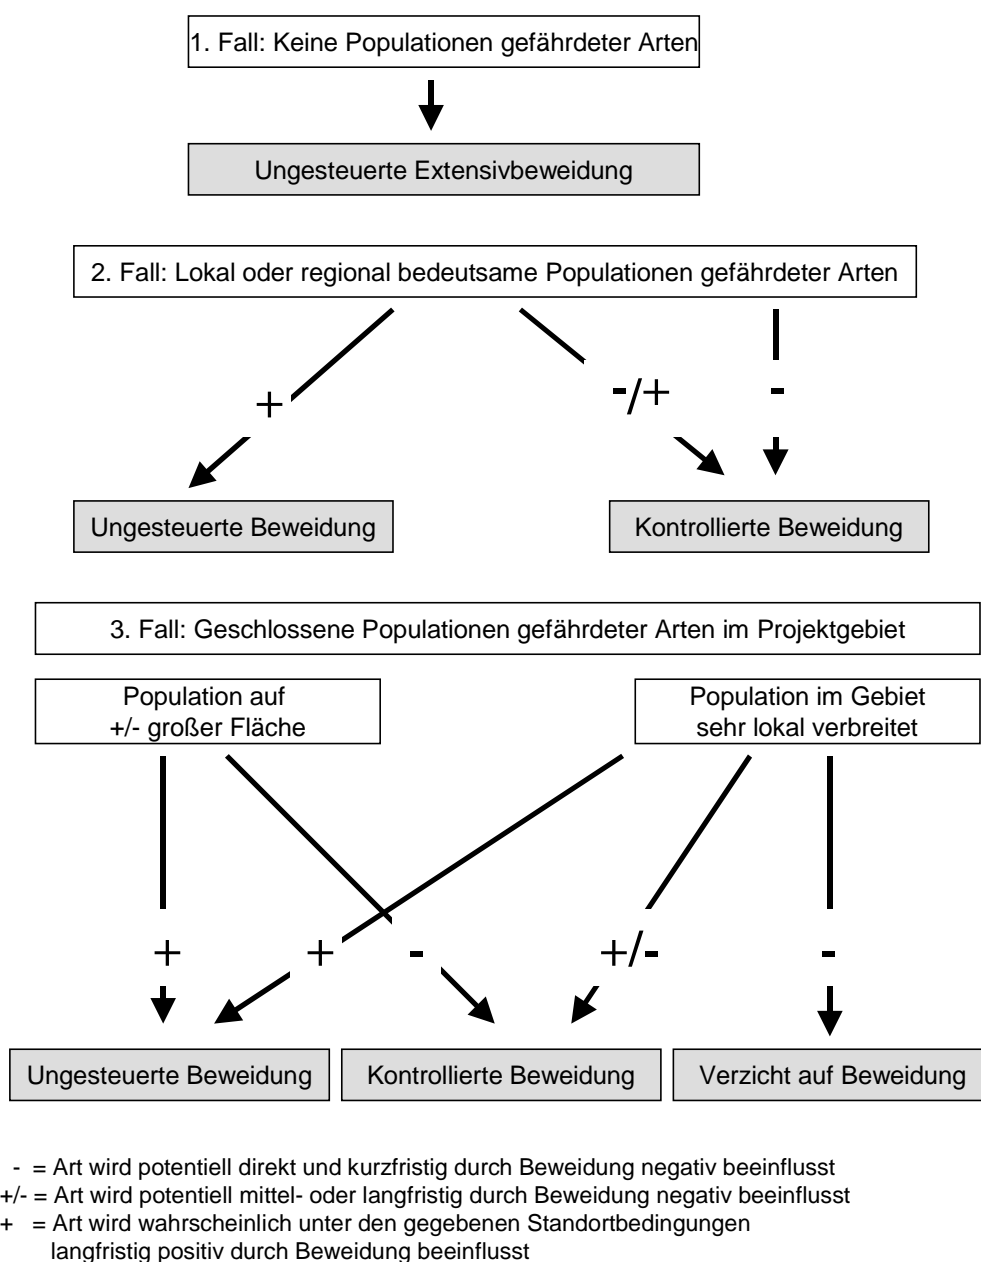 1. Fall: Keine Populationen gefährdeter Arten
Ungesteuerte Extensivbeweidung
2. Fall: Lokal oder regional bedeutsame Populationen gefährdeter Arten
+
-/+
-
Ungesteuerte Beweidung
Kontrollierte Beweidung
3. Fall: Geschlossene Populationen gefährdeter Arten im Projektgebiet
Population auf
+/- großer Fläche
Population im Gebiet
sehr lokal verbreitet
+
+
-
+/-
-
Ungesteuerte Beweidung
Kontrollierte Beweidung
Verzicht auf Beweidung
- = Art wird potentiell direkt und kurzfristig durch Beweidung negativ beeinflusst
+/- = Art wird potentiell mittel- oder langfristig durch Beweidung negativ beeinflusst
+ = Art wird wahrscheinlich unter den gegebenen Standortbedingungen
langfristig positiv durch Beweidung beeinflusst